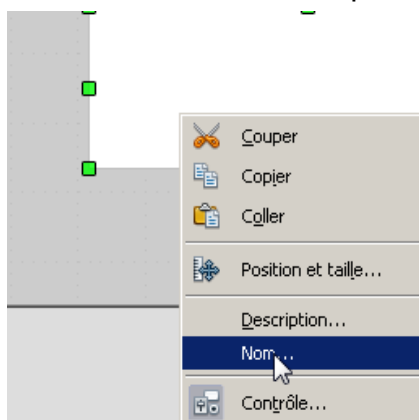 Couper
Copier
Coller
Position et taille...
Description...
Nom...
Contrôle...